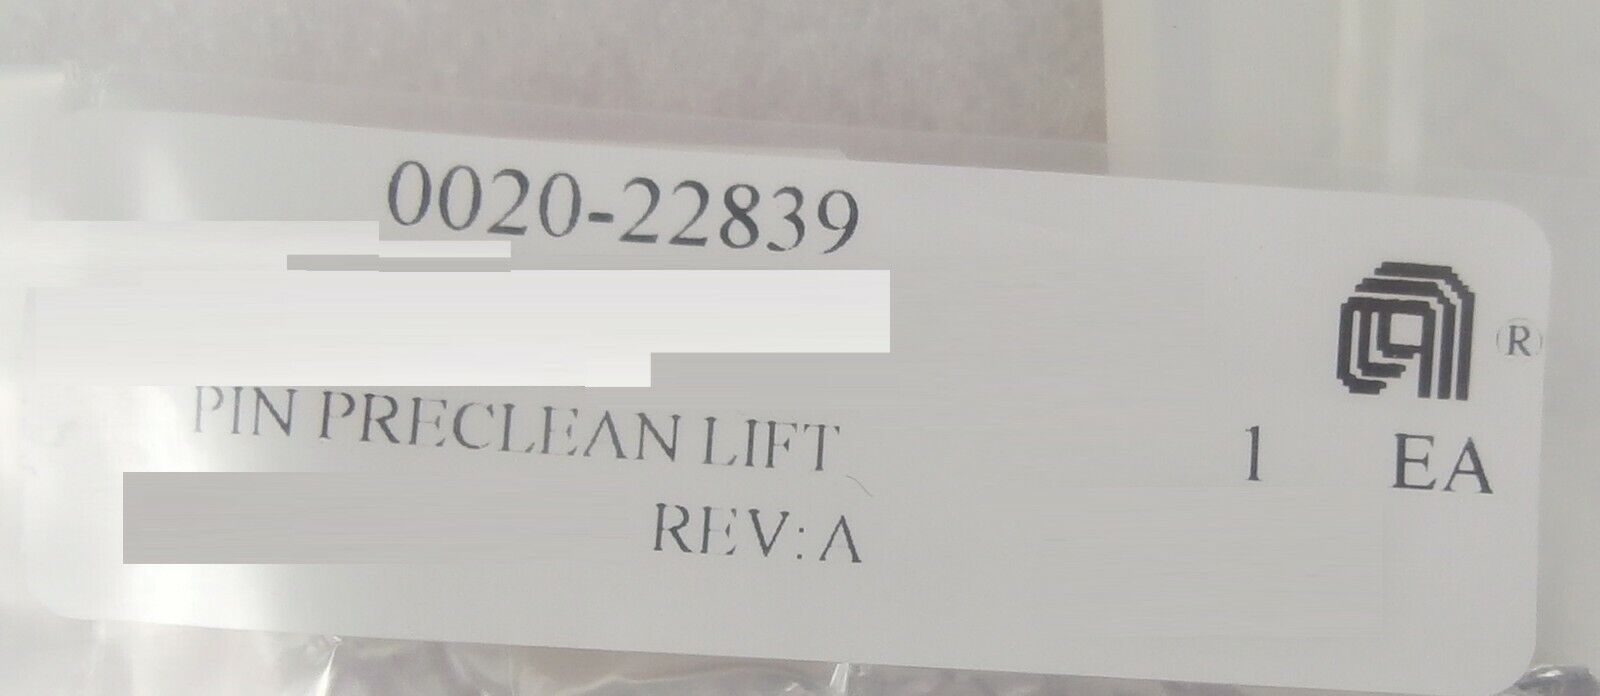 0020-22839
®
PIN PRECLEAN LIFT
1 EA
REV: A